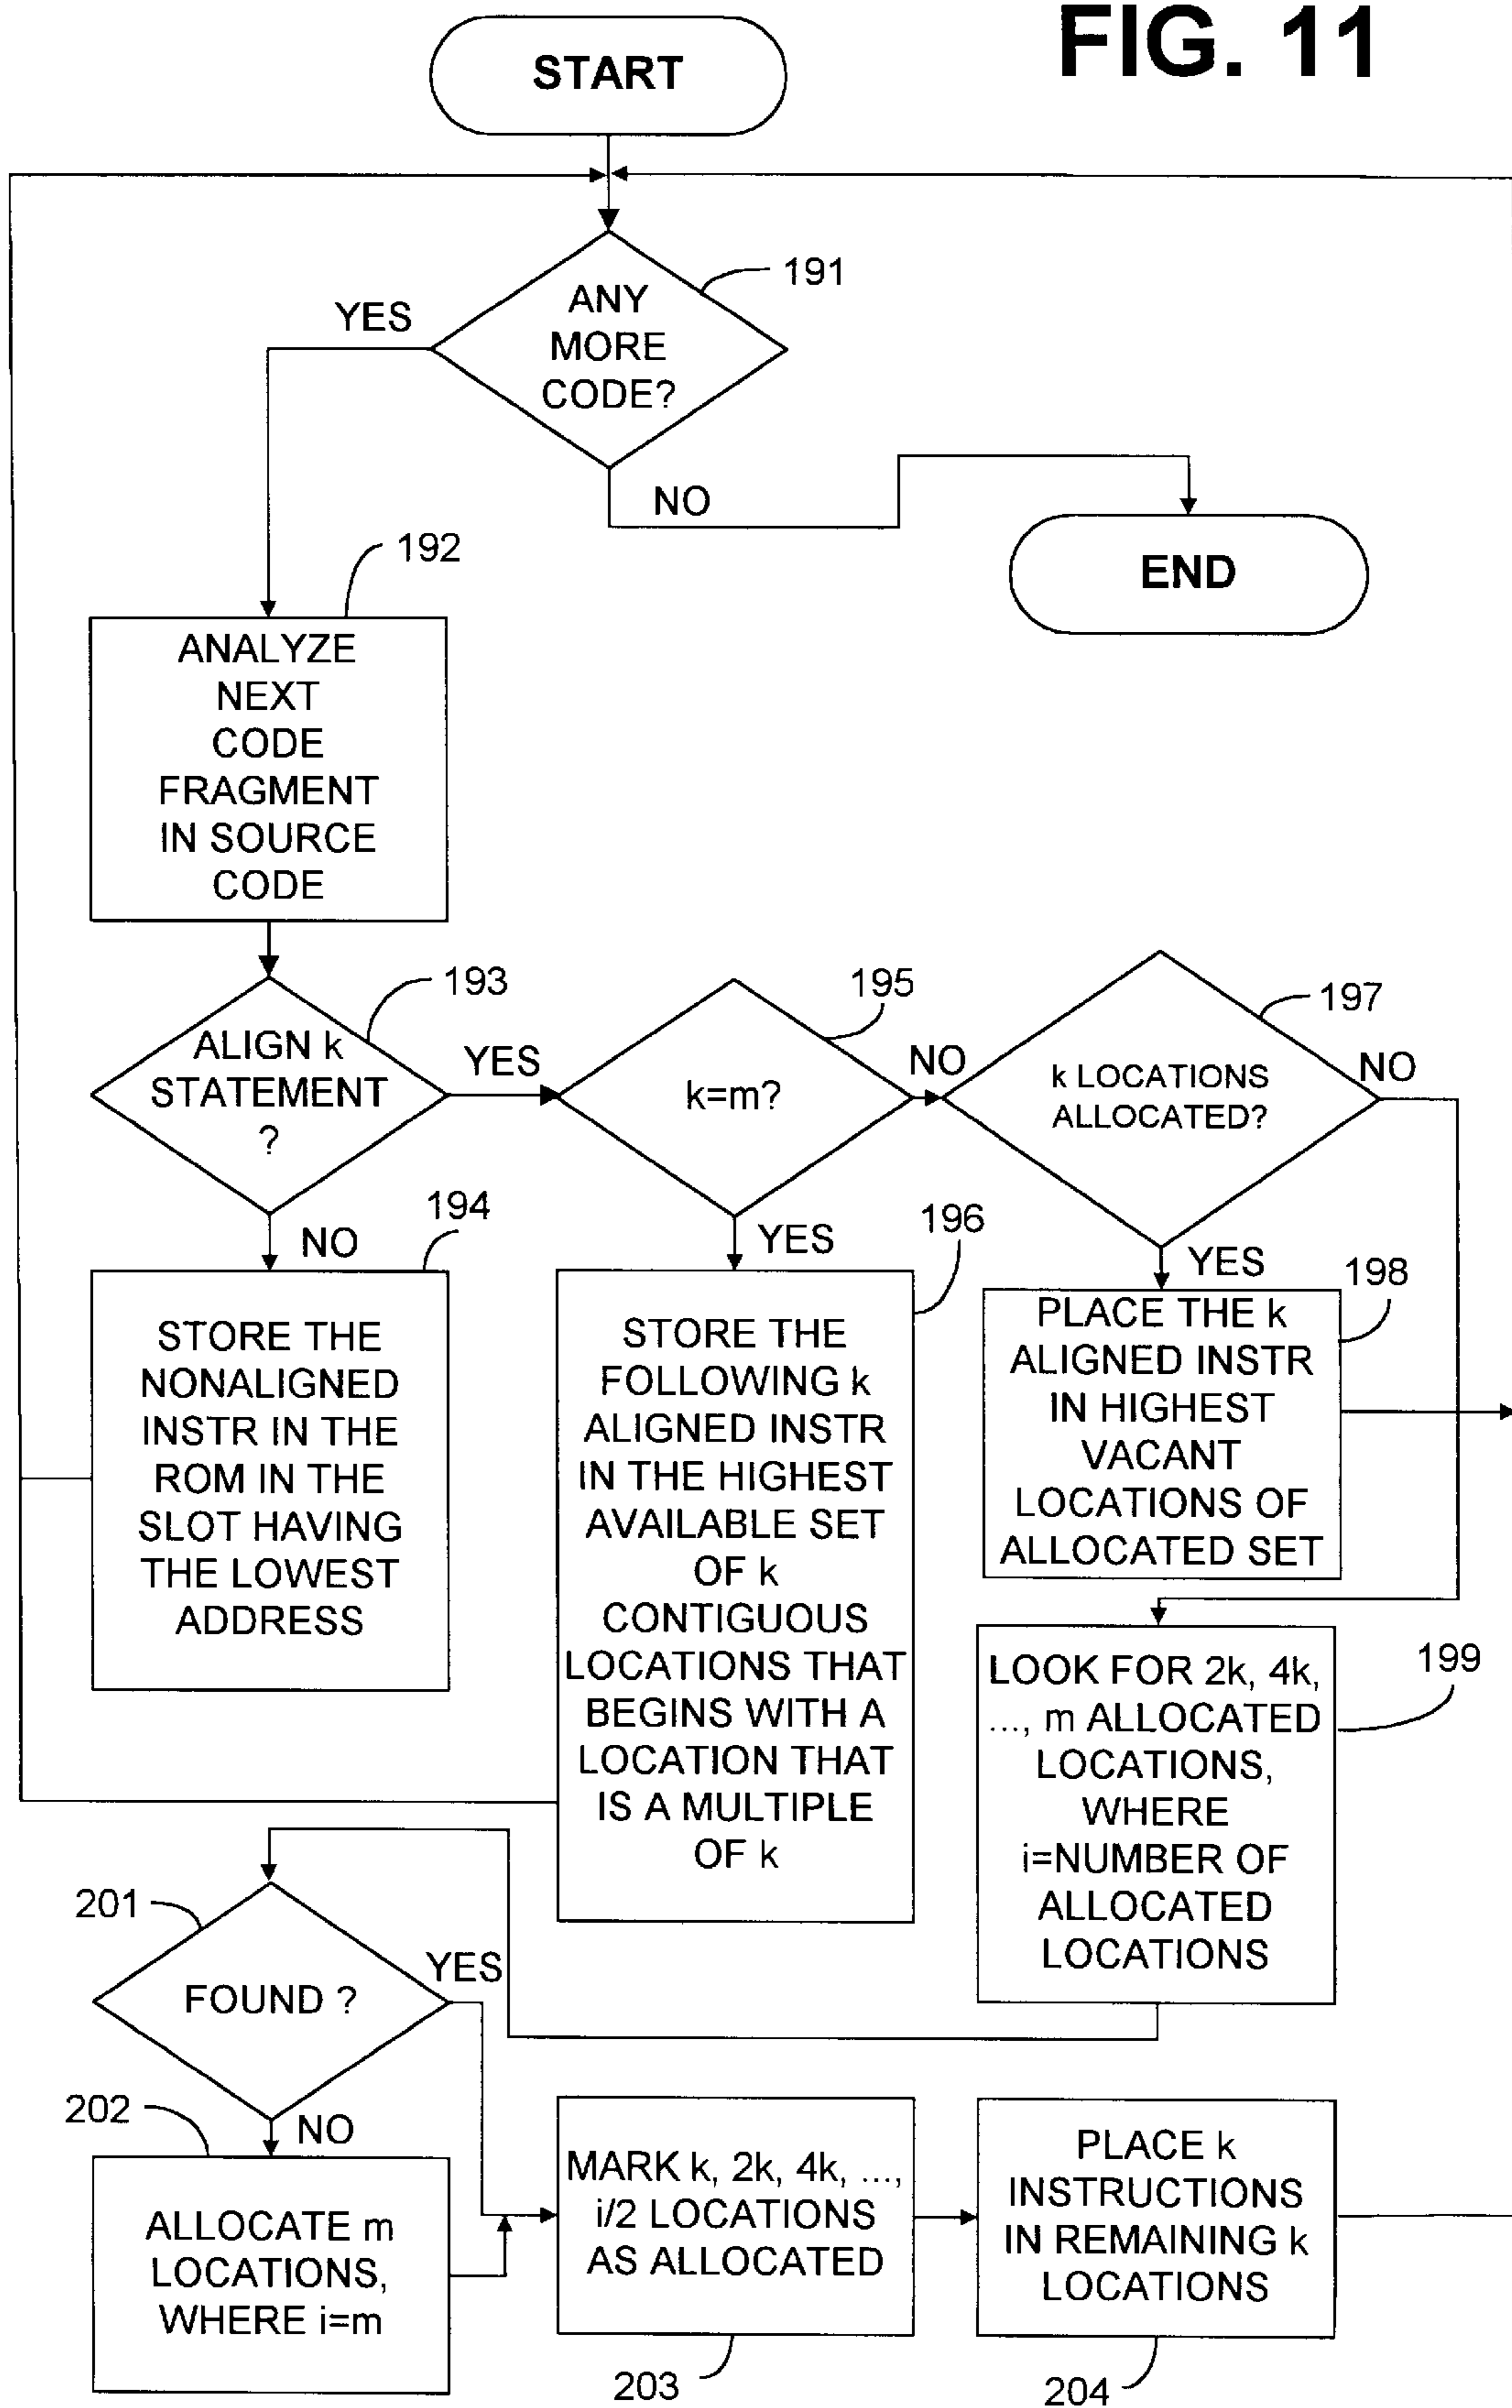 FIG. 11
START
191
ANY
MORE
CODE?
YES
NO
END
192
ANALYZE
NEXT
CODE
FRAGMENT
IN SOURCE
CODE
193
ALIGN k
STATEMENT
?
YES
NO
195
k=m?
NO
YES
197
k LOCATIONS
ALLOCATED?
NO
YES
194
STORE THE
NONALIGNED
INSTR IN THE
ROM IN THE
SLOT HAVING
THE LOWEST
ADDRESS
196
STORE THE
FOLLOWING k
ALIGNED INSTR
IN THE HIGHEST
AVAILABLE SET
OF k
CONTIGUOUS
LOCATIONS THAT
BEGINS WITH A
LOCATION THAT
IS A MULTIPLE
OF k
198
PLACE THE k
ALIGNED INSTR
IN HIGHEST
VACANT
LOCATIONS OF
ALLOCATED SET
199
LOOK FOR 2k, 4k,
..., m ALLOCATED
LOCATIONS,
WHERE
i=NUMBER OF
ALLOCATED
LOCATIONS
201
FOUND ?
YES
NO
202
ALLOCATE m
LOCATIONS,
WHERE i=m
MARK k, 2k, 4k, ...,
i/2 LOCATIONS
AS ALLOCATED
203
PLACE k
INSTRUCTIONS
IN REMAINING k
LOCATIONS
204